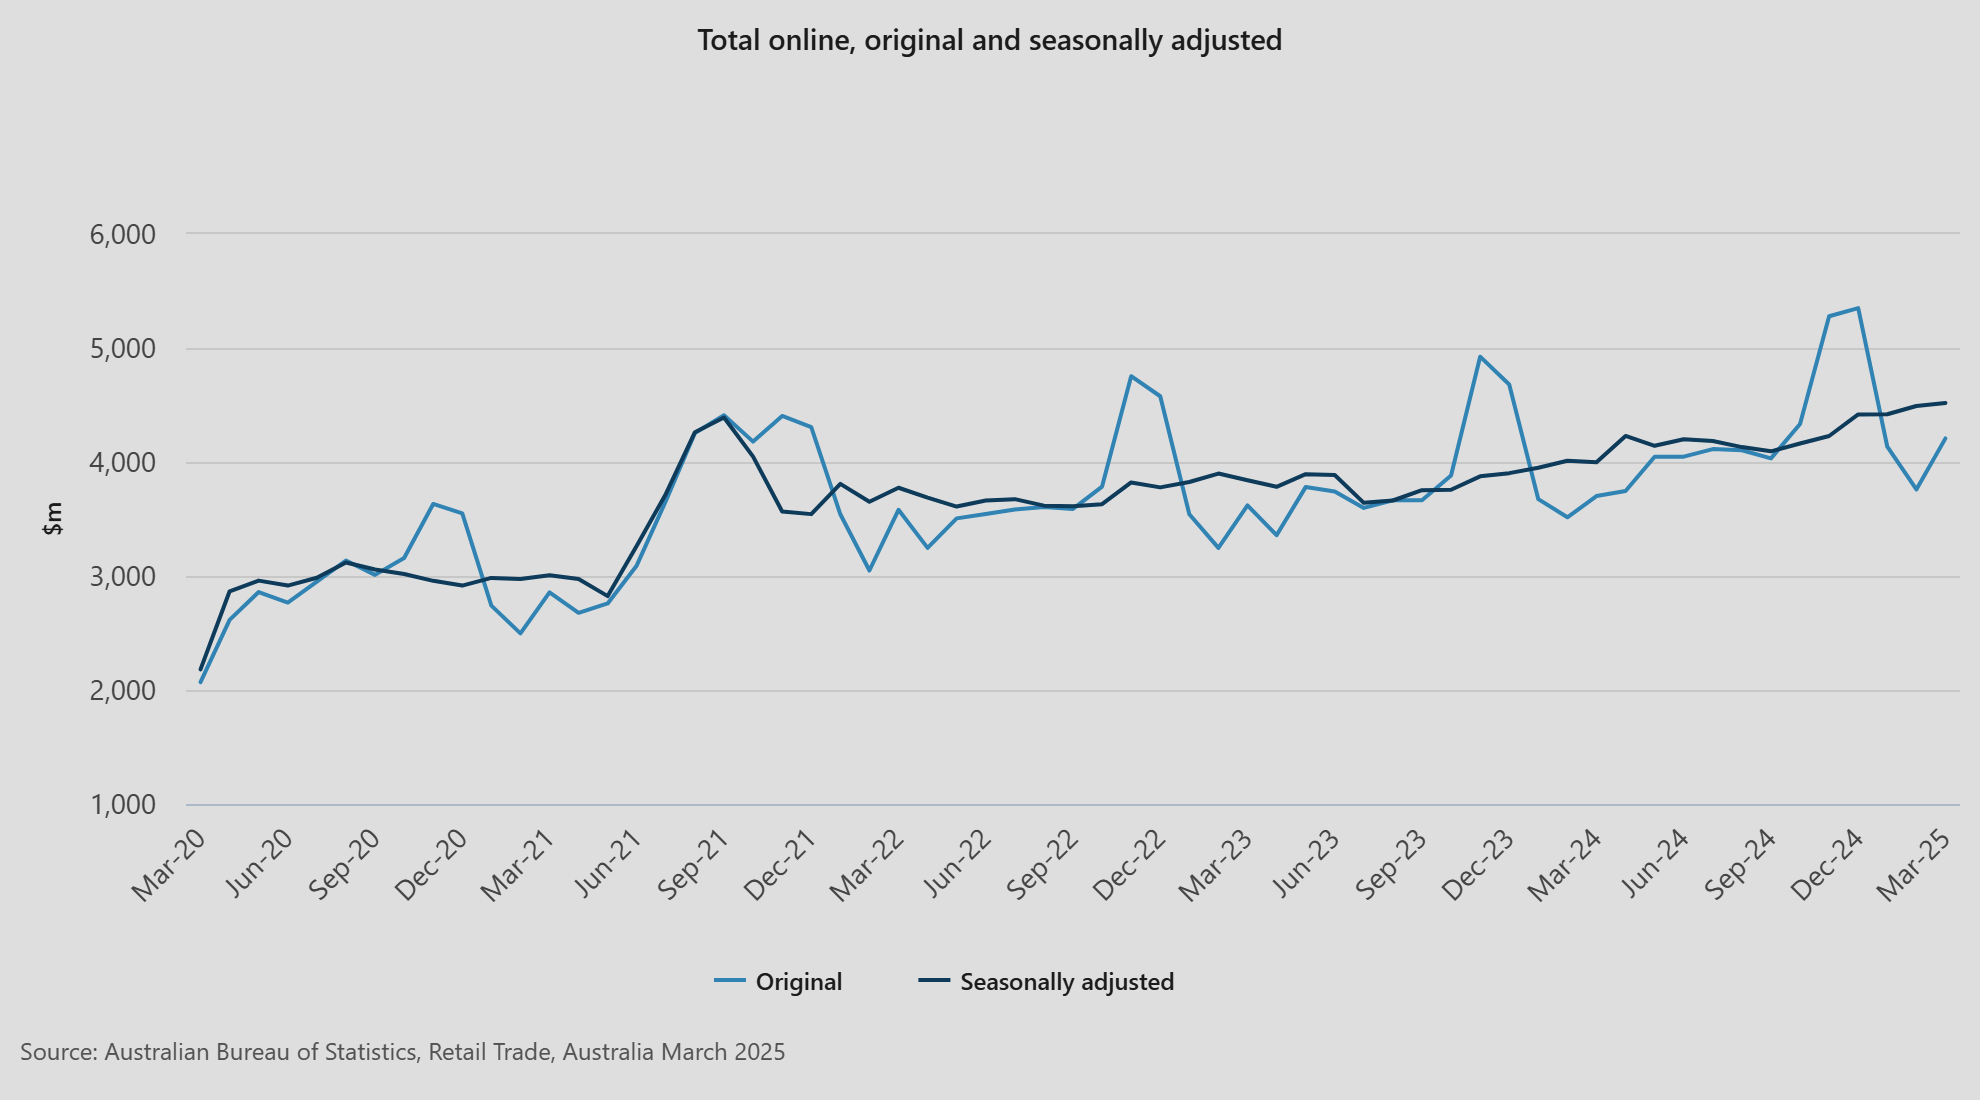 Total online, original and seasonally adjusted
6,000
5,000
4,000
3,000
2,000
1,000
$m
Mar-20
Jun-20
Sep-20
Dec-20
Mar-21
Jun-21
Sep-21
Dec-21
Mar-22
Jun-22
Sep-22
Dec-22
Mar-23
Jun-23
Sep-23
Dec-23
Mar-24
Jun-24
Sep-24
Dec-24
Mar-25
Original
Seasonally adjusted
Source: Australian Bureau of Statistics, Retail Trade, Australia March 2025